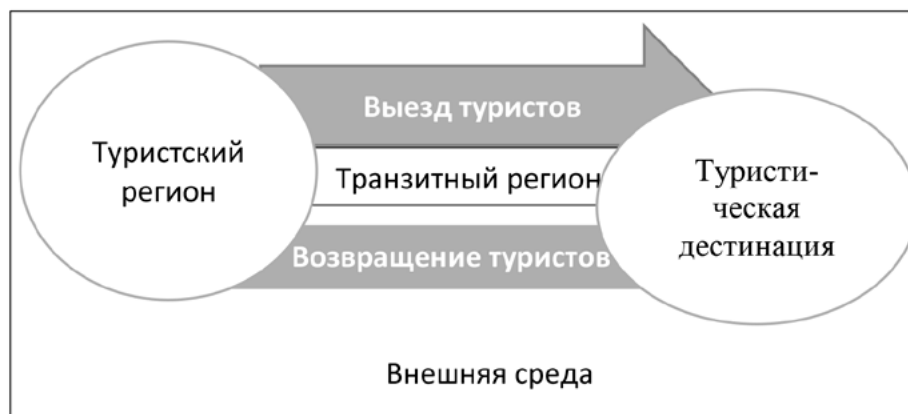 Выезд туристов
Туристский
регион
Транзитный регион
Туристи-
ческая
дестинация
Возвращение туристов
Внешняя среда